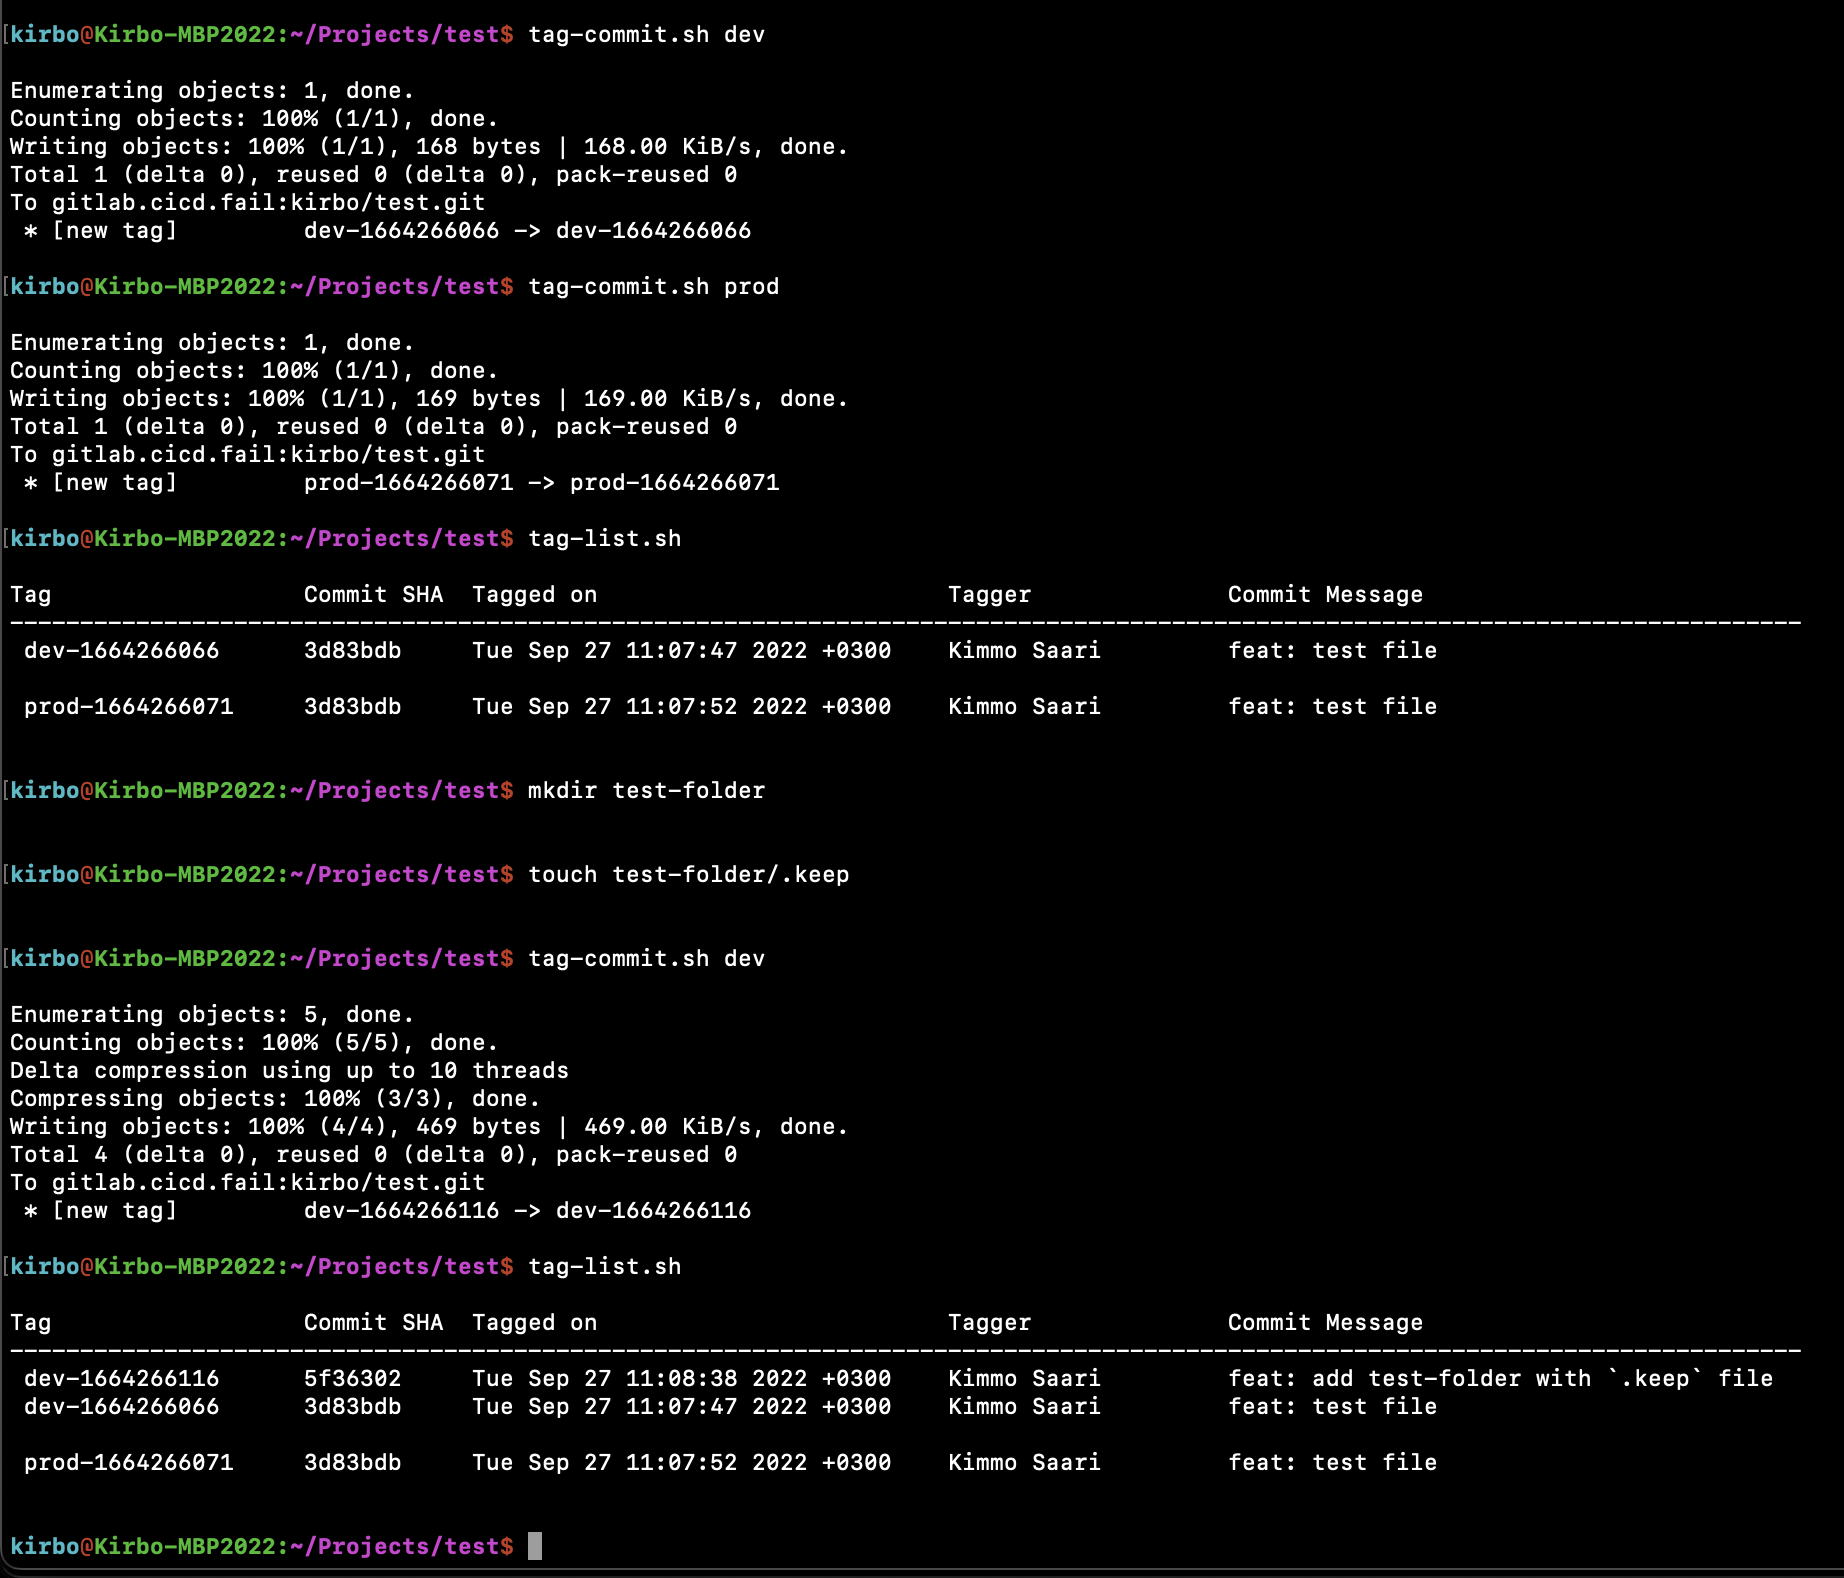 [kirbo@Kirbo-MBP2022:~/Projects/test$ tag-commit.sh dev
Enumerating objects: 1, done.
Counting objects: 100% (1/1), done.
Writing objects: 100% (1/1), 168 bytes | 168.00 KiB/s, done.
Total 1 (delta 0), reused 0 (delta 0), pack-reused 0
To gitlab.cicd.fail:kirbo/test.git
 * [new tag]         dev-1664266066 -> dev-1664266066
[kirbo@Kirbo-MBP2022:~/Projects/test$ tag-commit.sh prod
Enumerating objects: 1, done.
Counting objects: 100% (1/1), done.
Writing objects: 100% (1/1), 169 bytes | 169.00 KiB/s, done.
Total 1 (delta 0), reused 0 (delta 0), pack-reused 0
To gitlab.cicd.fail:kirbo/test.git
 * [new tag]         prod-1664266071 -> prod-1664266071
[kirbo@Kirbo-MBP2022:~/Projects/test$ tag-list.sh
Tag                  Commit SHA  Tagged on                         Tagger              Commit Message
--------------------------------------------------------------------------------------------------------------------------------
 dev-1664266066      3d83bdb     Tue Sep 27 11:07:47 2022 +0300    Kimmo Saari         feat: test file
 prod-1664266071     3d83bdb     Tue Sep 27 11:07:52 2022 +0300    Kimmo Saari         feat: test file
[kirbo@Kirbo-MBP2022:~/Projects/test$ mkdir test-folder
[kirbo@Kirbo-MBP2022:~/Projects/test$ touch test-folder/.keep
[kirbo@Kirbo-MBP2022:~/Projects/test$ tag-commit.sh dev
Enumerating objects: 5, done.
Counting objects: 100% (5/5), done.
Delta compression using up to 10 threads
Compressing objects: 100% (3/3), done.
Writing objects: 100% (4/4), 469 bytes | 469.00 KiB/s, done.
Total 4 (delta 0), reused 0 (delta 0), pack-reused 0
To gitlab.cicd.fail:kirbo/test.git
 * [new tag]         dev-1664266116 -> dev-1664266116
[kirbo@Kirbo-MBP2022:~/Projects/test$ tag-list.sh
Tag                  Commit SHA  Tagged on                         Tagger              Commit Message
--------------------------------------------------------------------------------------------------------------------------------
 dev-1664266116      5f36302     Tue Sep 27 11:08:38 2022 +0300    Kimmo Saari         feat: add test-folder with `.keep` file
 dev-1664266066      3d83bdb     Tue Sep 27 11:07:47 2022 +0300    Kimmo Saari         feat: test file
 prod-1664266071     3d83bdb     Tue Sep 27 11:07:52 2022 +0300    Kimmo Saari         feat: test file
kirbo@Kirbo-MBP2022:~/Projects/test$